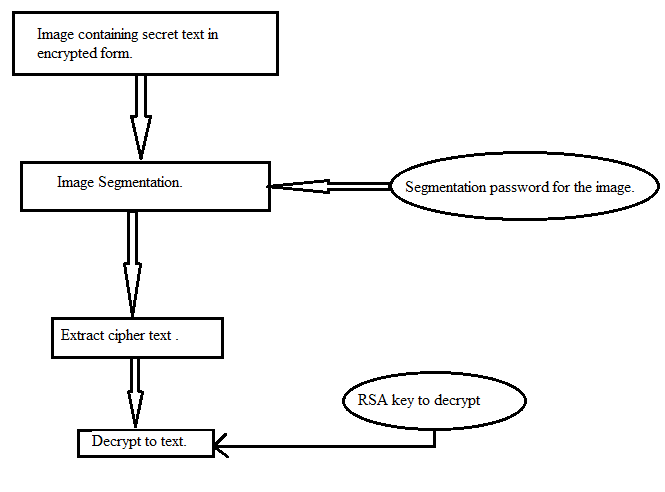 Image containing secret text in
encrypted form.
Image Segmentation.
Segmentation password for the image.
Extract cipher text .
RSA key to decrypt
Decrypt to text.